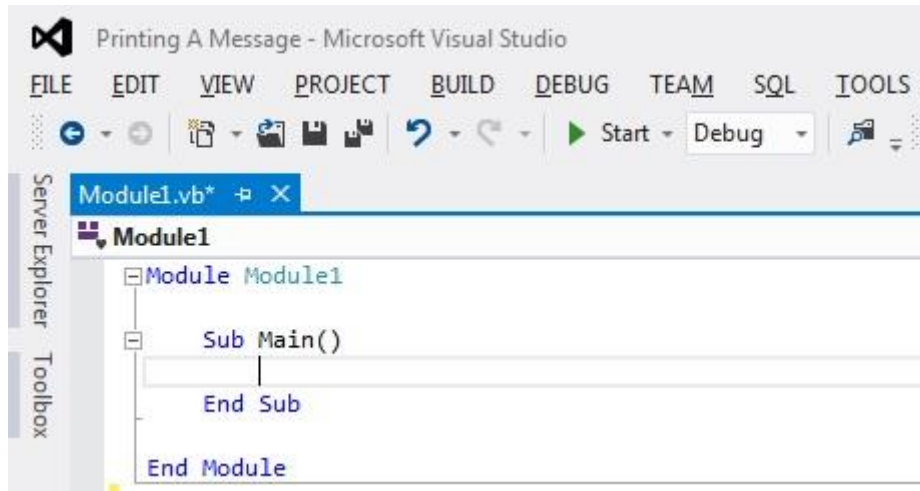 Printing A Message - Microsoft Visual Studio
FILE EDIT VIEW PROJECT BUILD DEBUG TEAM SQL TOOLS
Start Debug
Server Explorer
Toolbox
Module1.vb*
Module1
Module Module1
Sub Main()
End Sub
End Module